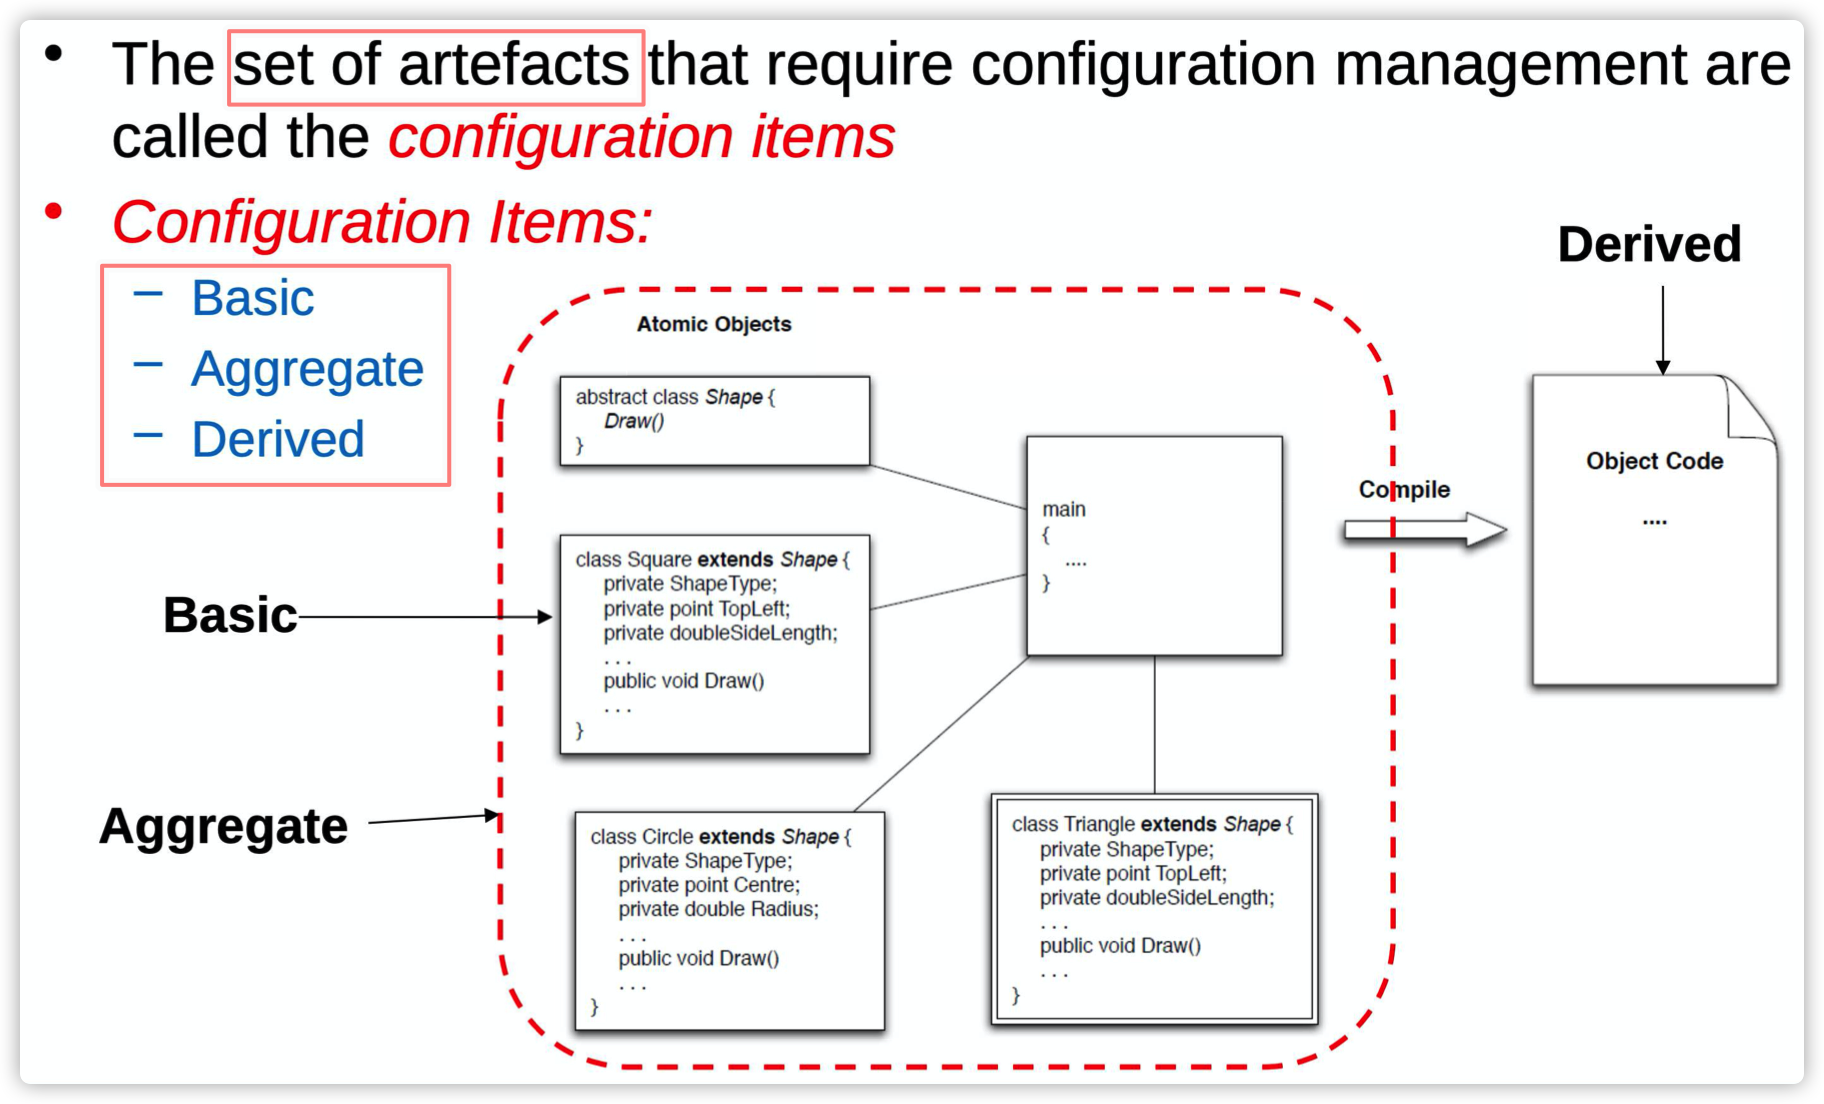 • The set of artefacts that require configuration management are
called the configuration items
• Configuration Items:
– Basic
– Aggregate
– Derived
Derived
Atomic Objects
abstract class Shape {
Draw()
}
class Square extends Shape {
private ShapeType;
private point TopLeft;
private doubleSideLength;
. . .
public void Draw()
. . .
}
main
{
....
}
Compile
Object Code
....
Basic
Aggregate
class Circle extends Shape {
private ShapeType;
private point Centre;
private double Radius;
. . .
public void Draw()
. . .
}
class Triangle extends Shape {
private ShapeType;
private point TopLeft;
private doubleSideLength;
. . .
public void Draw()
. . .
}